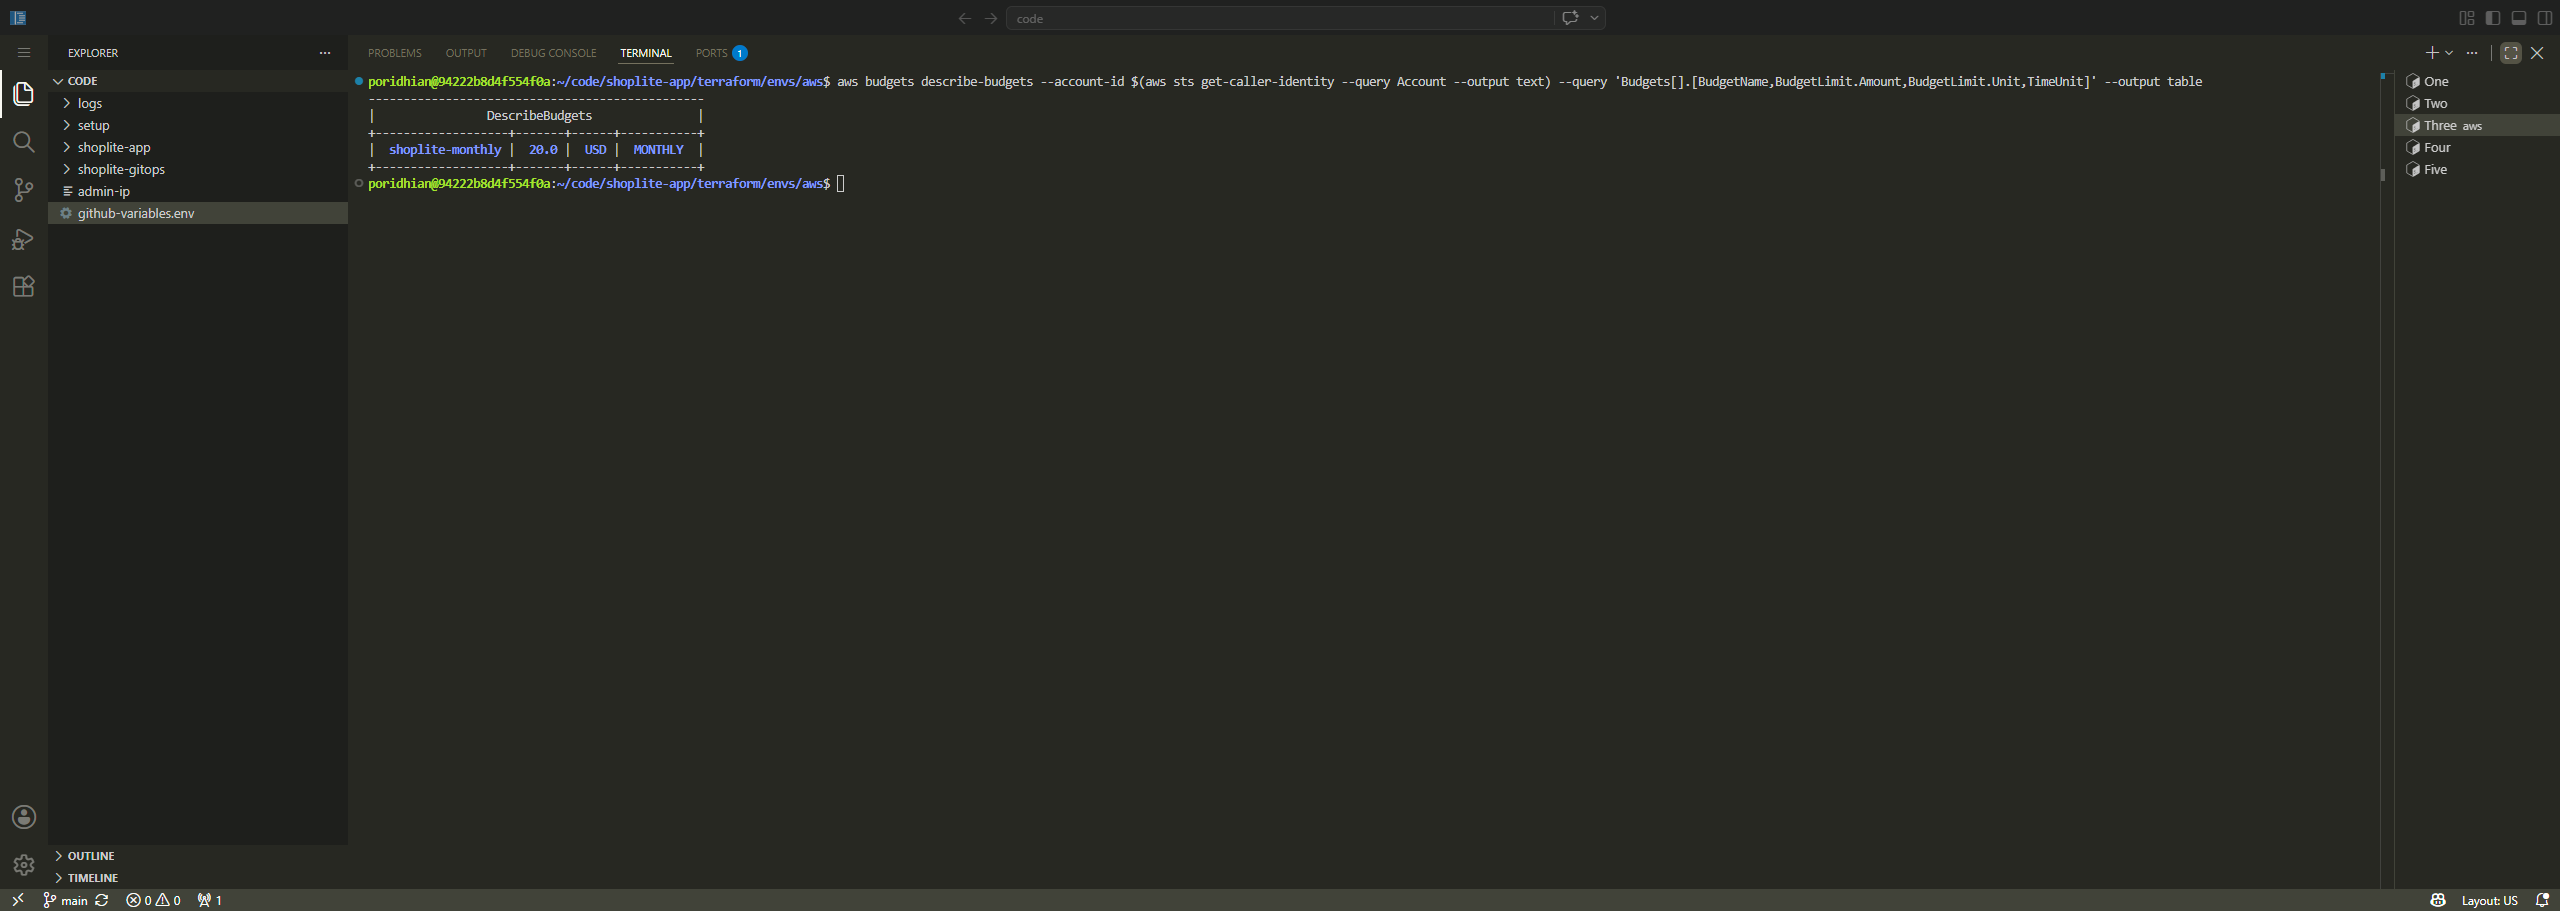 code
EXPLORER
CODE
logs
setup
shoplite-app
shoplite-gitops
admin-ip
github-variables.env
OUTLINE
TIMELINE
PROBLEMS OUTPUT DEBUG CONSOLE TERMINAL PORTS 1
poridhian@94222b8d4f554f0a:~/code/shoplite-app/terraform/envs/aws$ aws budgets describe-budgets --account-id $(aws sts get-caller-identity --query Account --output text) --query 'Budgets[].[BudgetName,BudgetLimit.Amount,BudgetLimit.Unit,TimeUnit]' --output table
------------------------------------------------
|                DescribeBudgets               |
+-------------------+-------+------+-----------+
|  shoplite-monthly |  20.0 |  USD |  MONTHLY  |
+-------------------+-------+------+-----------+
poridhian@94222b8d4f554f0a:~/code/shoplite-app/terraform/envs/aws$
One
Two
Three aws
Four
Five
main 0 0 1 Layout: US